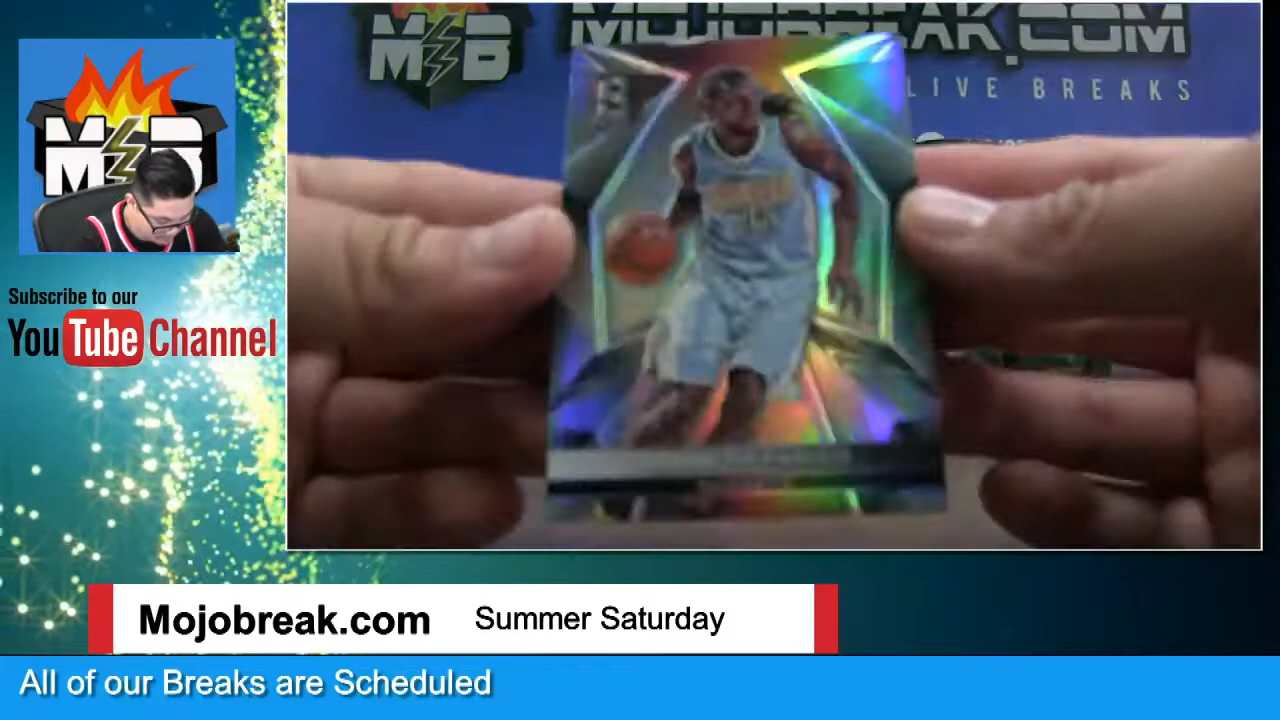 M B
MOJOBREAK.COM
LIVE BREAKS
M B
Subscribe to our
YouTube Channel
Mojobreak.com
Summer Saturday
All of our Breaks are Scheduled